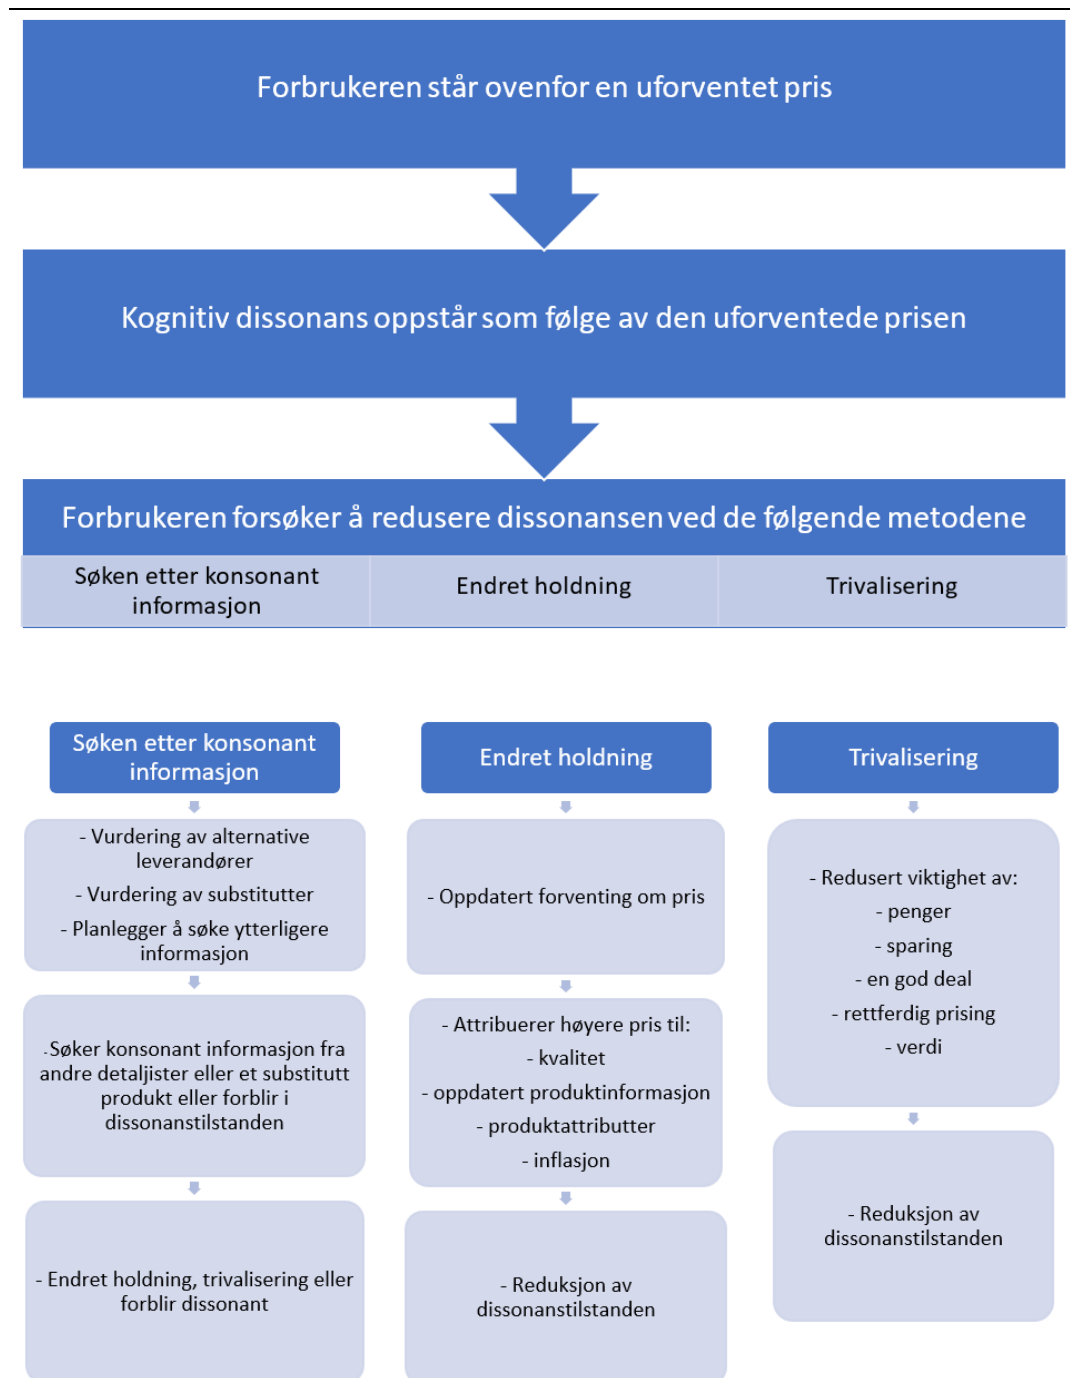 Forbrukeren står ovenfor en uforventet pris
Kognitiv dissonans oppstår som følge av den uforventede prisen
Forbrukeren forsøker å redusere dissonansen ved de følgende metodene
Søken etter konsonant
informasjon
Endret holdning
Trivalisering
Søken etter konsonant
informasjon
- Vurdering av alternative
leverandører
- Vurdering av substitutter
- Planlegger å søke ytterligere
informasjon
-Søker konsonant informasjon fra
andre detaljister eller et substitutt
produkt eller forblir i
dissonanstilstanden
- Endret holdning, trivalisering eller
forblir dissonant
Endret holdning
- Oppdatert forventing om pris
- Attribuerer høyere pris til:
- kvalitet
- oppdatert produktinformasjon
- produktattributter
- inflasjon
- Reduksjon av
dissonanstilstanden
Trivalisering
- Redusert viktighet av:
- penger
- sparing
- en god deal
- rettferdig prising
- verdi
- Reduksjon av
dissonanstilstanden